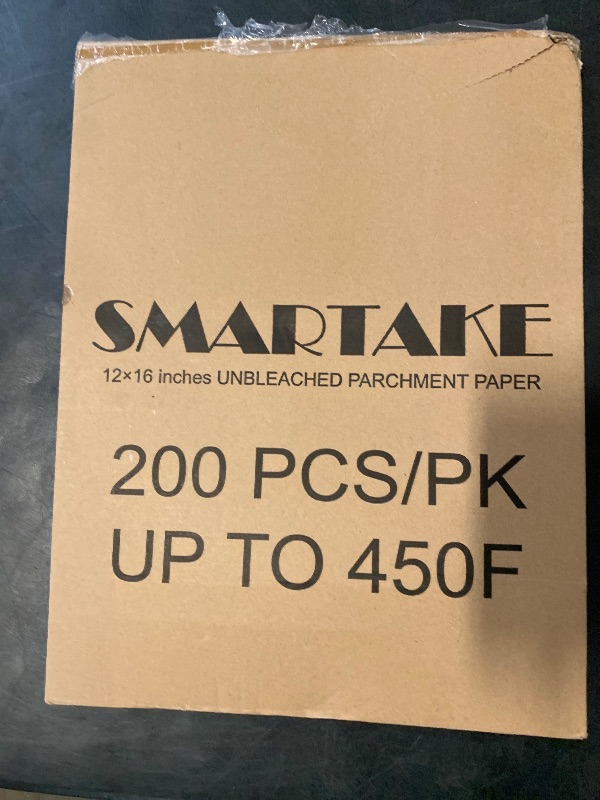 SMARTAKE
12×16 inches UNBLEACHED PARCHMENT PAPER
200 PCS/PK
UP TO 450F